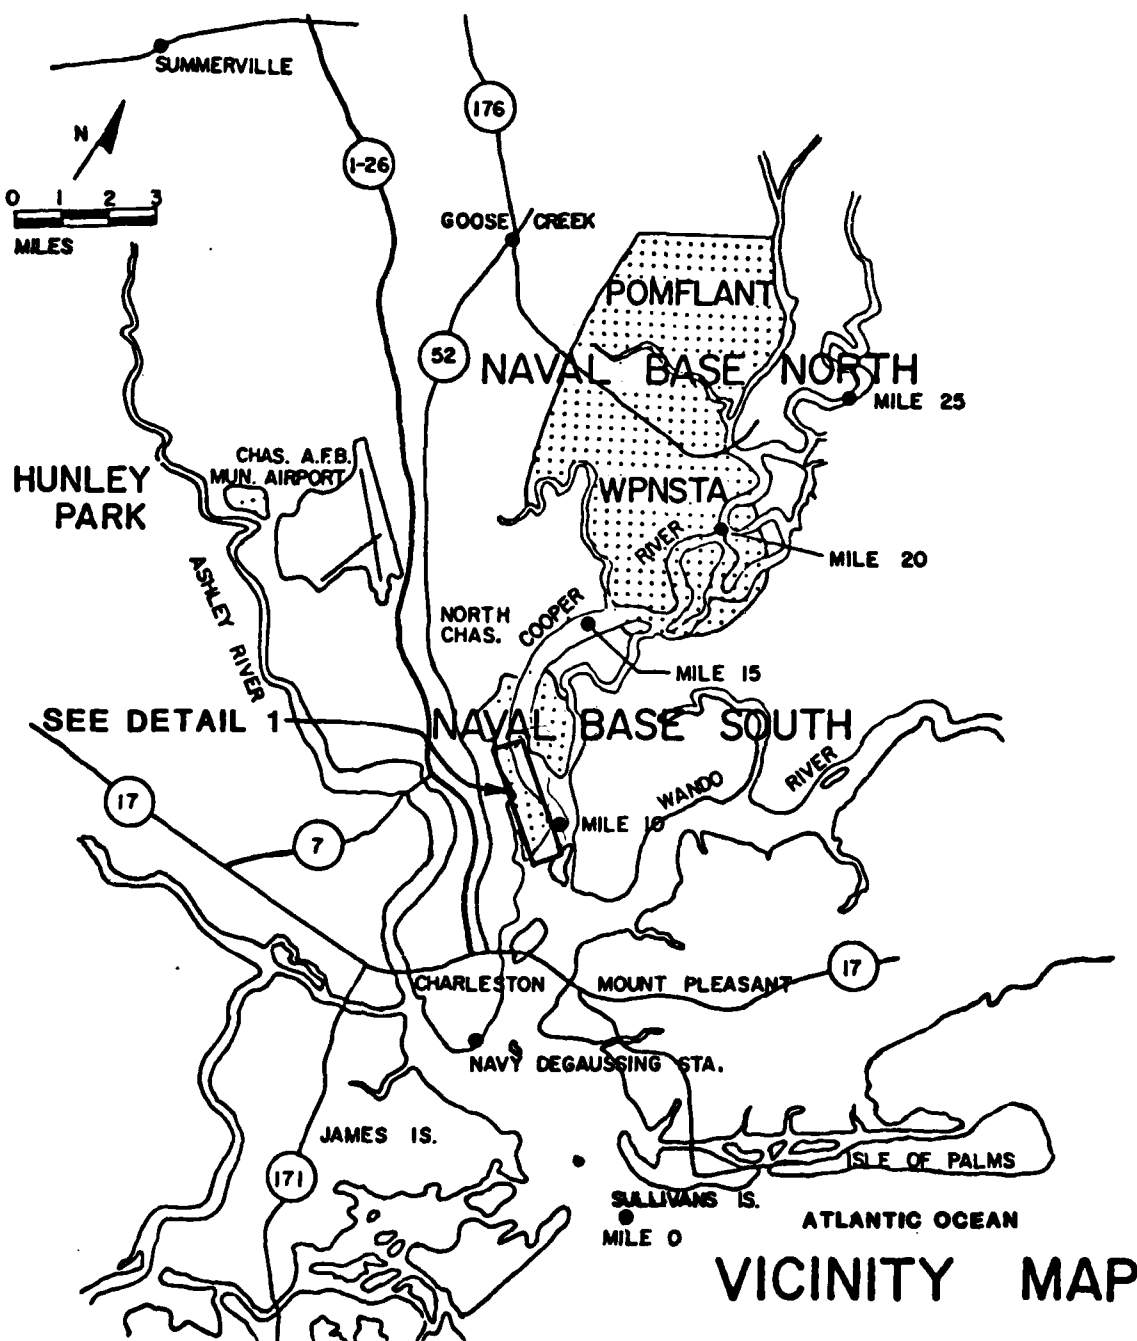 SUMMERVILLE
176
N
1-26
0 1 2 3
MILES
GOOSE CREEK
POMFLANT
52
NAVAL BASE NORTH
MILE 25
CHAS. A.F.B.
MUN. AIRPORT
HUNLEY
PARK
WPNSTA
RIVER
MILE 20
ASHLEY RIVER
NORTH
CHAS.
COOPER
MILE 15
SEE DETAIL 1
NAVAL BASE SOUTH
WANDO RIVER
17
MILE 10
7
17
CHARLESTON
MOUNT PLEASANT
NAVY DEGAUSSING STA.
JAMES IS.
171
ISLE OF PALMS
SULLIVANS IS.
MILE 0
ATLANTIC OCEAN
VICINITY MAP